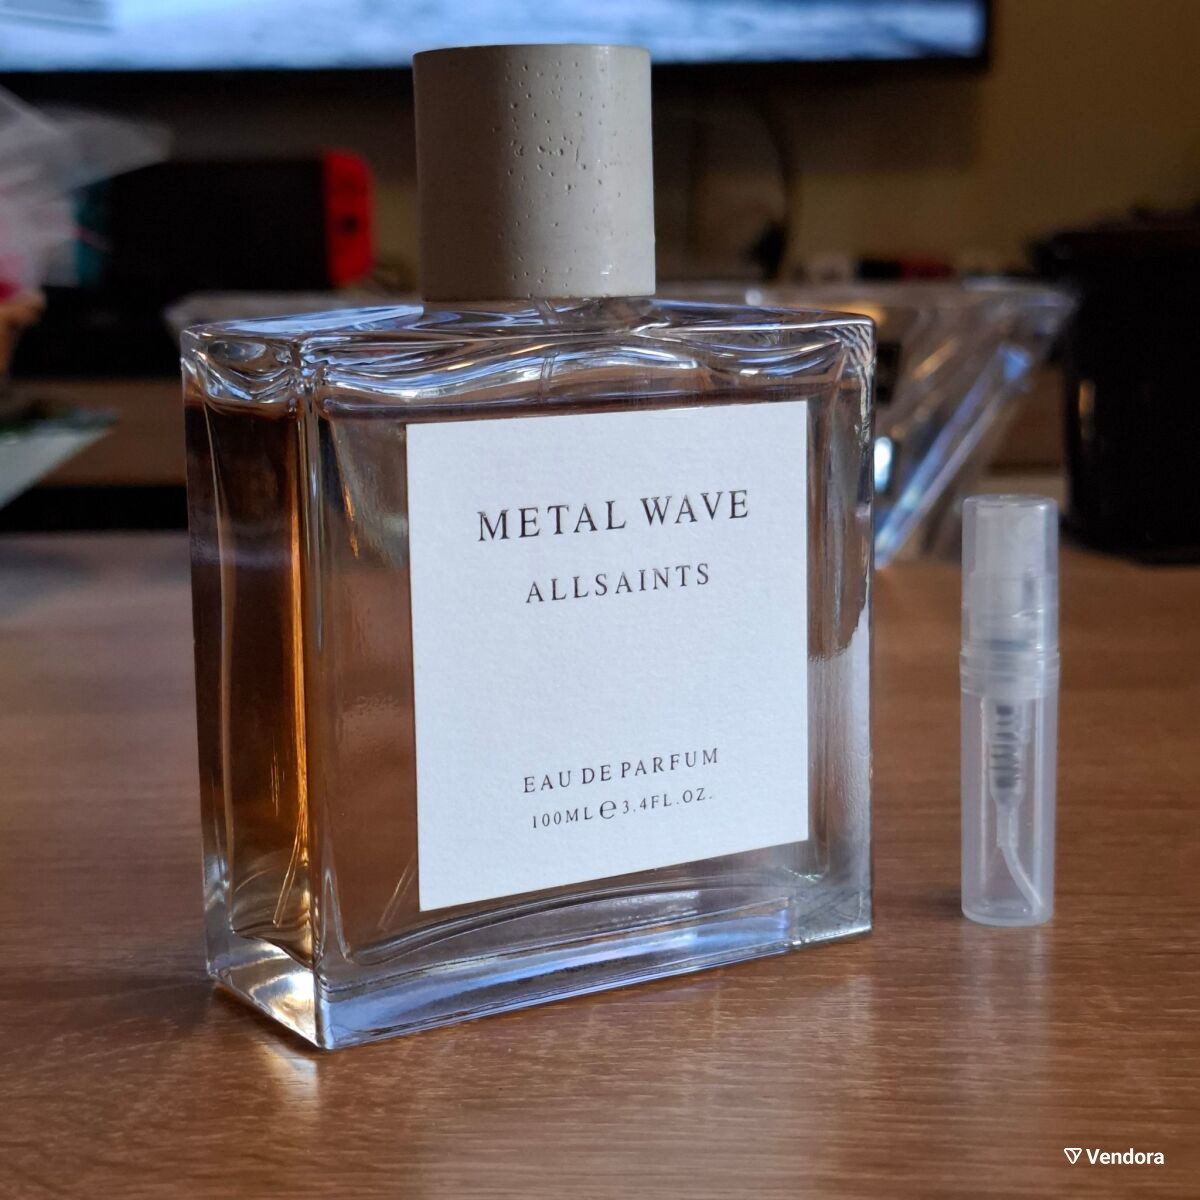 METAL WAVE
ALLSAINTS
EAU DE PARFUM
100ML ℮ 3.4FL.OZ.
Vendora